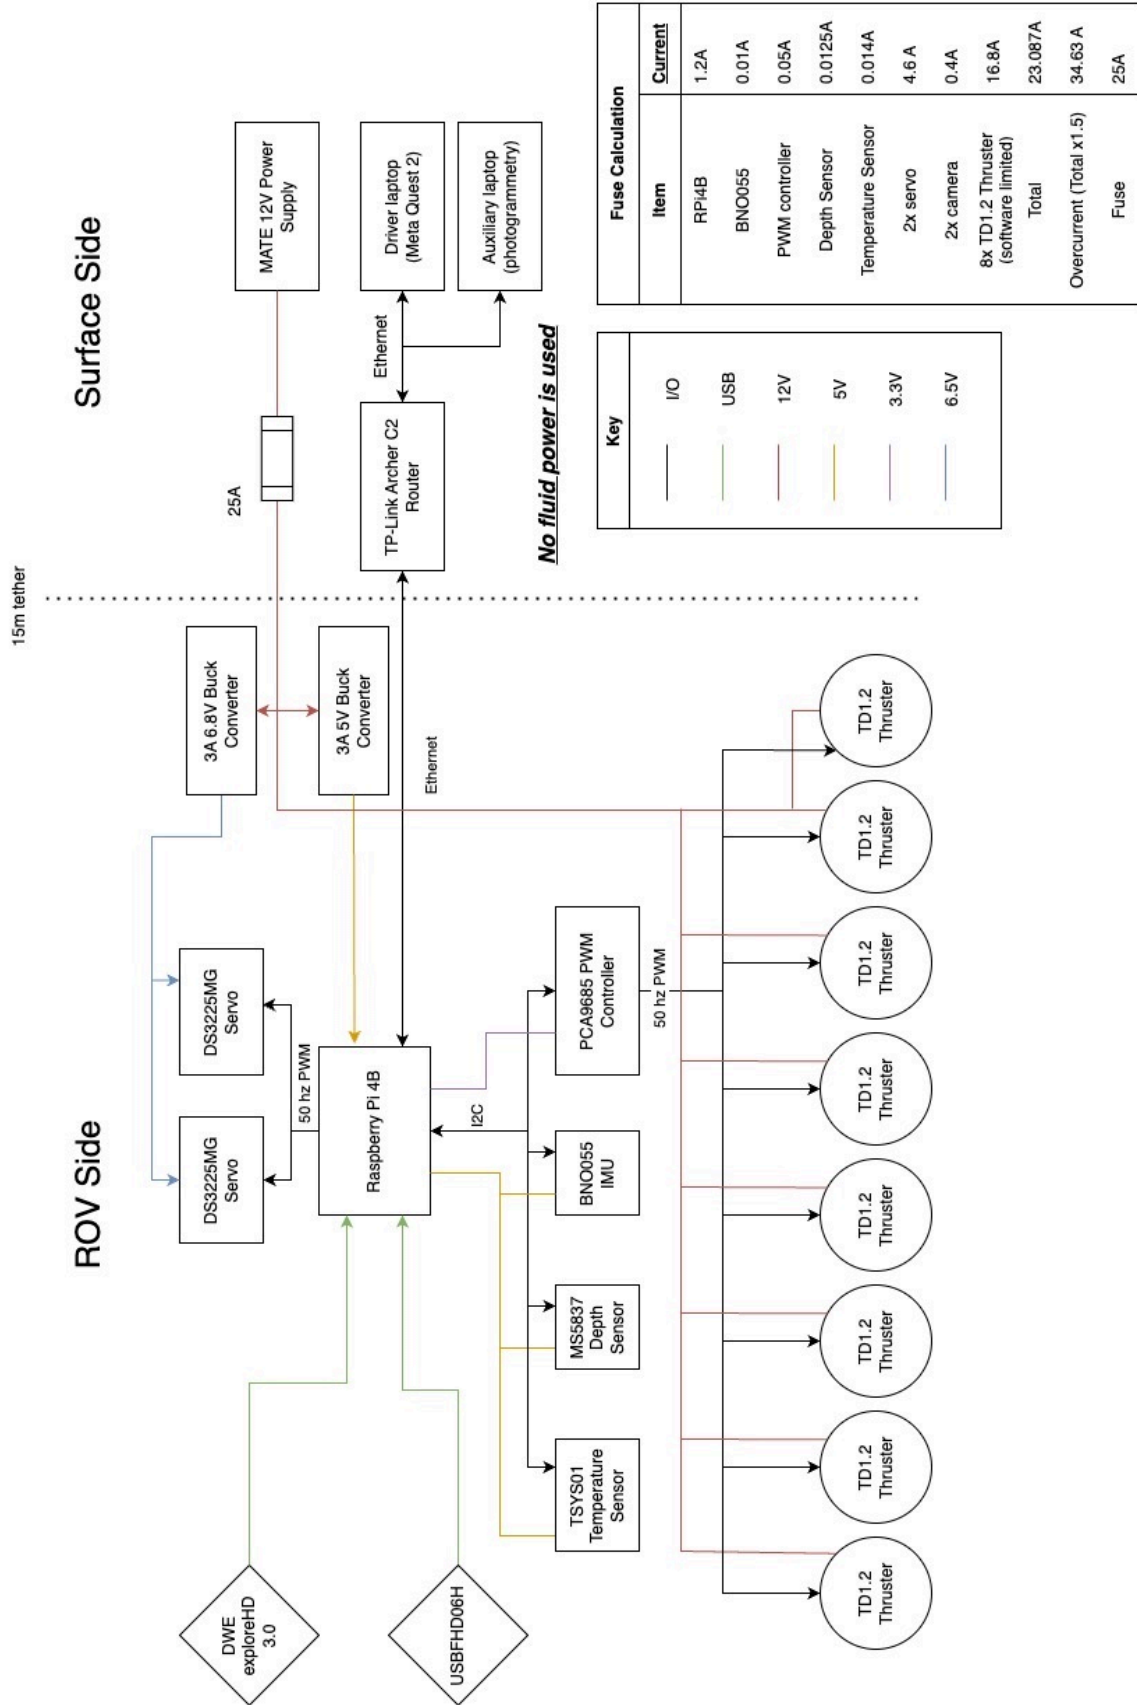 ROV Side
15m tether
Surface Side
DWE
exploreHD
3.0
USBFHD06H
DS3225MG
Servo
DS3225MG
Servo
50 hz PWM
Raspberry Pi 4B
3A 6.8V Buck
Converter
3A 5V Buck
Converter
Ethernet
I2C
TSYS01
Temperature
Sensor
MS5837
Depth
Sensor
BNO055
IMU
PCA9685 PWM
Controller
50 hz PWM
TD1.2
Thruster
TD1.2
Thruster
TD1.2
Thruster
TD1.2
Thruster
TD1.2
Thruster
TD1.2
Thruster
TD1.2
Thruster
TD1.2
Thruster
25A
MATE 12V Power
Supply
TP-Link Archer C2
Router
Ethernet
Driver laptop
(Meta Quest 2)
Auxiliary laptop
(photogrammetry)
No fluid power is used
Key
I/O
USB
12V
5V
3.3V
6.5V
Fuse Calculation
Item Current
RPi4B 1.2A
BNO055 0.01A
PWM controller 0.05A
Depth Sensor 0.0125A
Temperature Sensor 0.014A
2x servo 4.6 A
2x camera 0.4A
8x TD1.2 Thruster
(software limited) 16.8A
Total 23.087A
Overcurrent (Total x1.5) 34.63 A
Fuse 25A